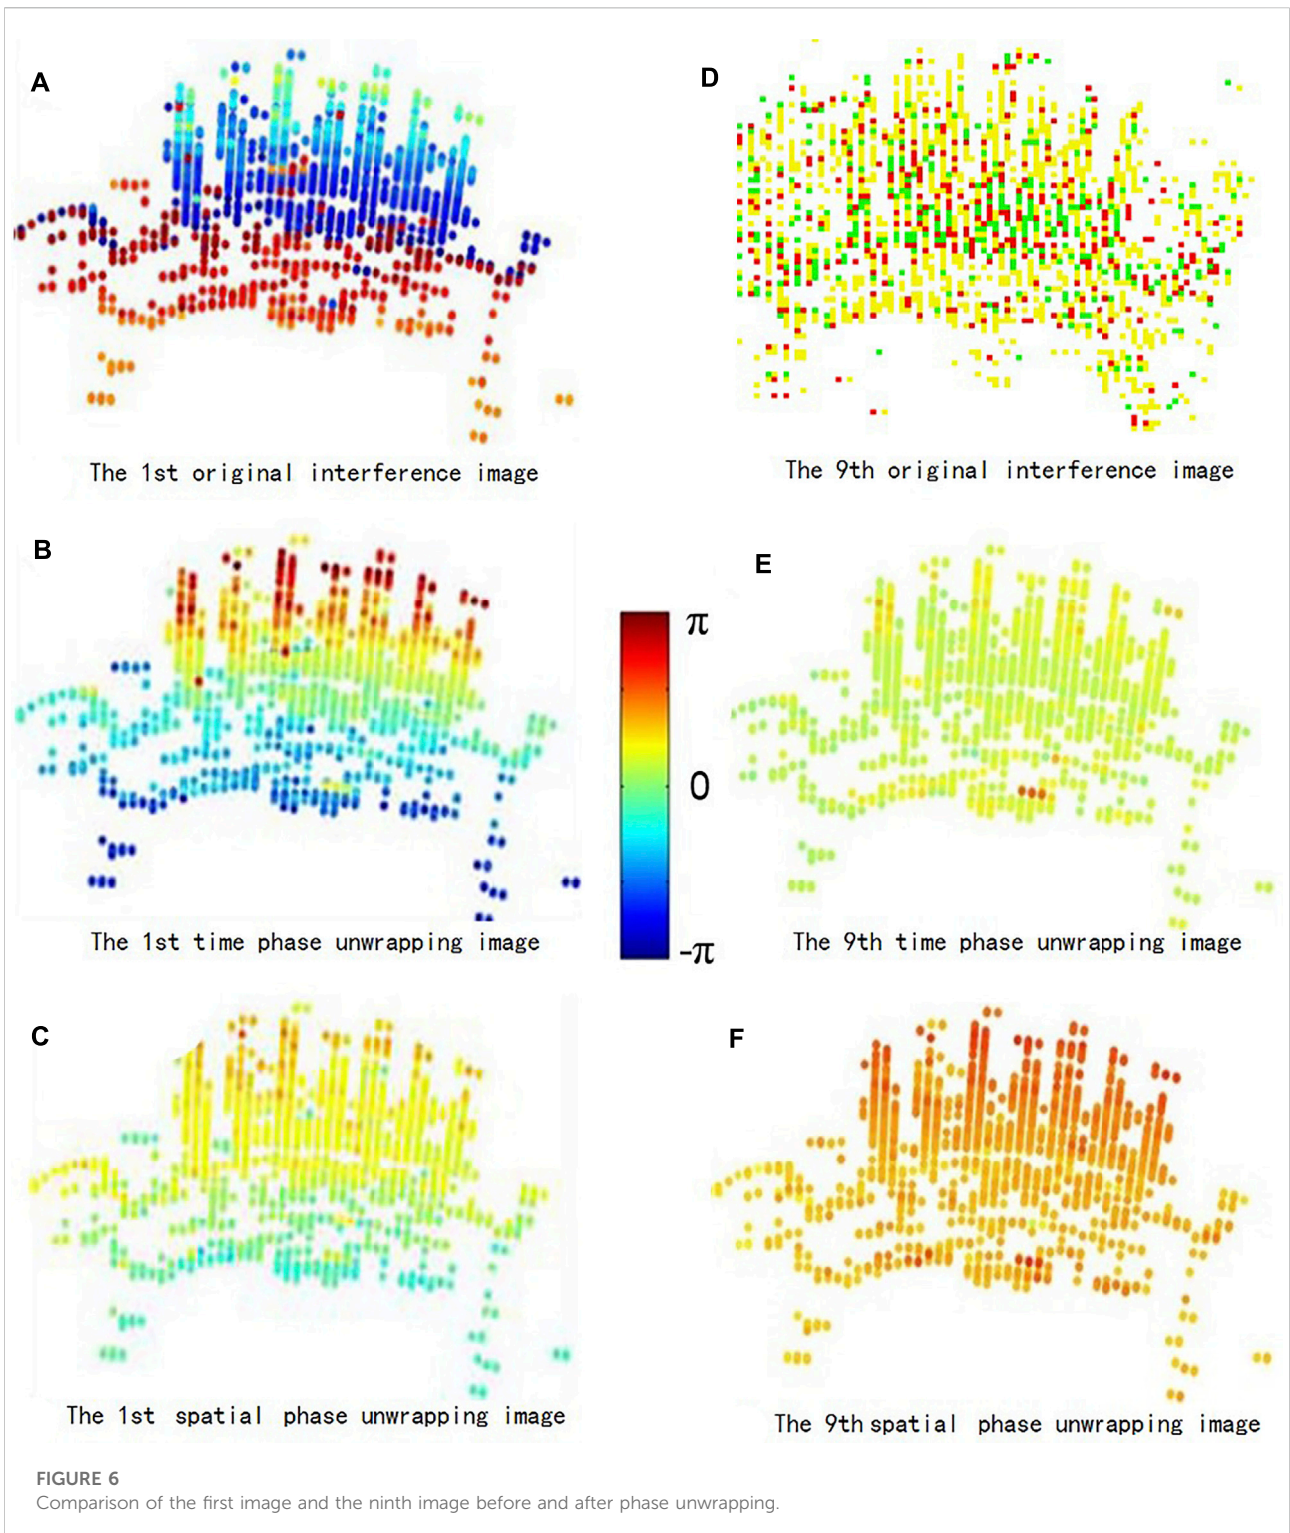 A
The 1st original interference image
D
The 9th original interference image
B
The 1st time phase unwrapping image
π
0
-π
E
The 9th time phase unwrapping image
C
The 1st spatial phase unwrapping image
F
The 9th spatial phase unwrapping image
FIGURE 6
Comparison of the first image and the ninth image before and after phase unwrapping.